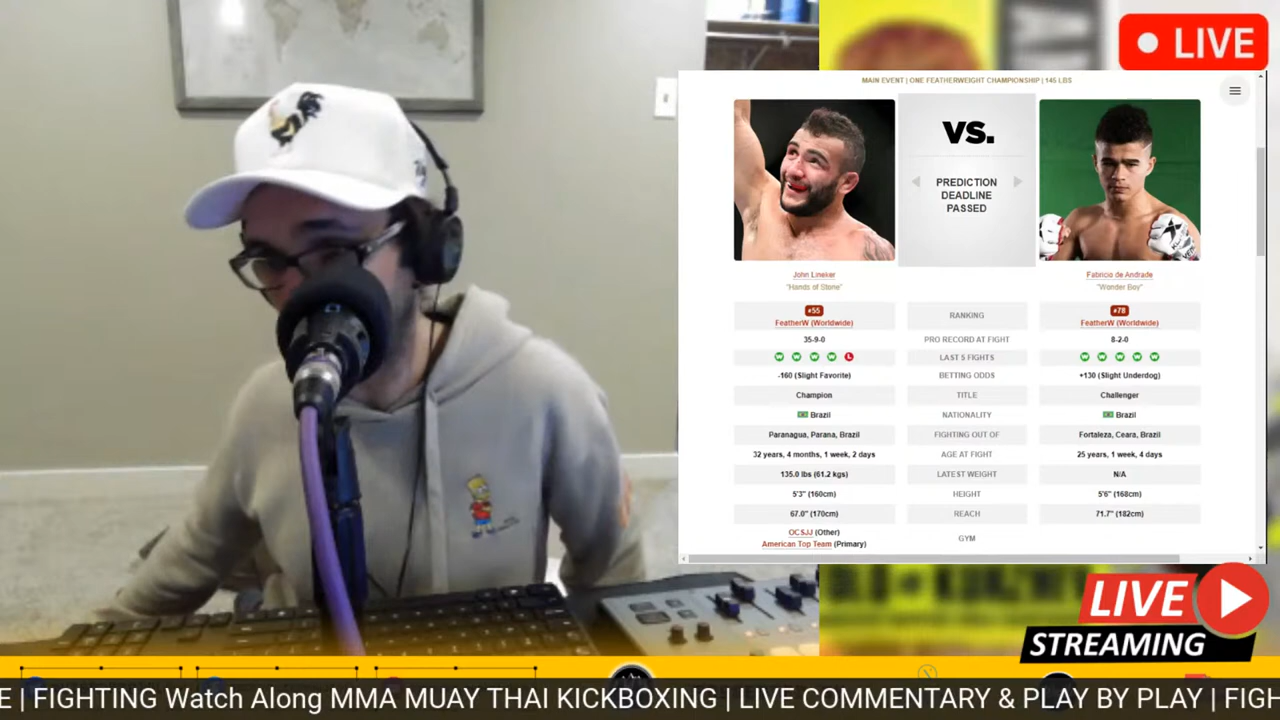 LIVE
MAIN EVENT | ONE FEATHERWEIGHT CHAMPIONSHIP | 145 LBS
VS.
PREDICTION
DEADLINE
PASSED
John Lineker
Fabricio de Andrade
"Hands of Stone"
"Wonder Boy"
#55
FeatherW (Worldwide)
RANKING
#78
FeatherW (Worldwide)
35-9-0
PRO RECORD AT FIGHT
8-2-0
W W W W L
LAST 5 FIGHTS
W W W W W
-160 (Slight Favorite)
BETTING ODDS
+130 (Slight Underdog)
Champion
TITLE
Challenger
Brazil
NATIONALITY
Brazil
Paranagua, Parana, Brazil
FIGHTING OUT OF
Fortaleza, Ceara, Brazil
32 years, 4 months, 1 week, 2 days
AGE AT FIGHT
25 years, 1 week, 4 days
135.0 lbs (61.2 kgs)
LATEST WEIGHT
N/A
5'3" (160cm)
HEIGHT
5'6" (168cm)
67.0" (170cm)
REACH
71.7" (182cm)
OCSJJ (Other)
American Top Team (Primary)
GYM
LIVE
STREAMING
E | FIGHTING Watch Along MMA MUAY THAI KICKBOXING | LIVE COMMENTARY & PLAY BY PLAY | FIGH